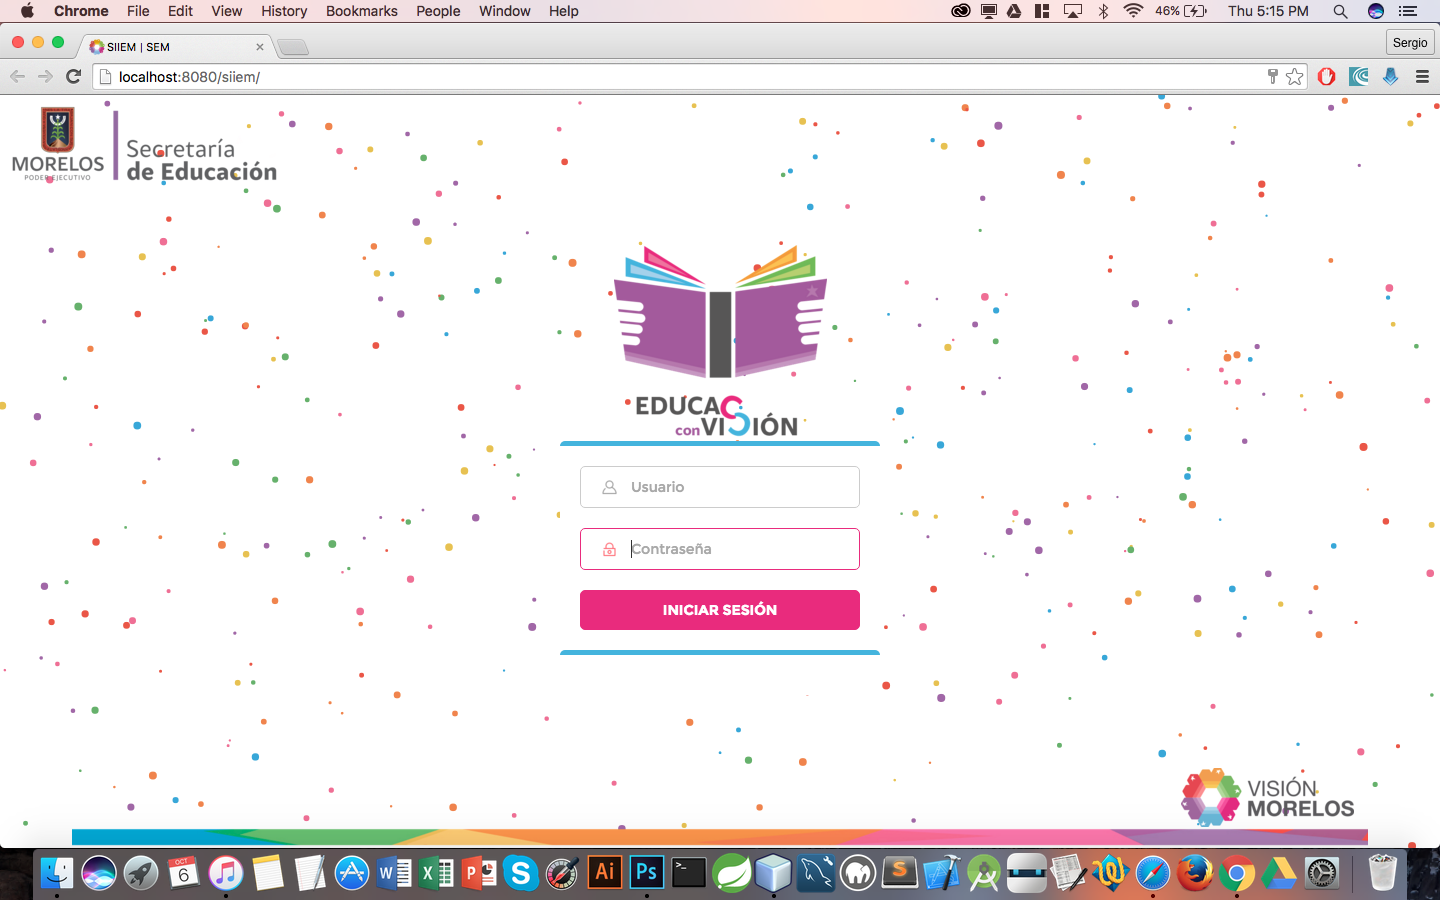 Chrome File Edit View History Bookmarks People Window Help 46% Thu 5:15 PM
SIIEM | SEM
Sergio
localhost:8080/siiem/
MORELOS
PODER EJECUTIVO
Secretaría
de Educación
EDUCAC
con VISIÓN
Usuario
Contraseña
INICIAR SESIÓN
VISIÓN
MORELOS
OCT
6
Ai
Ps